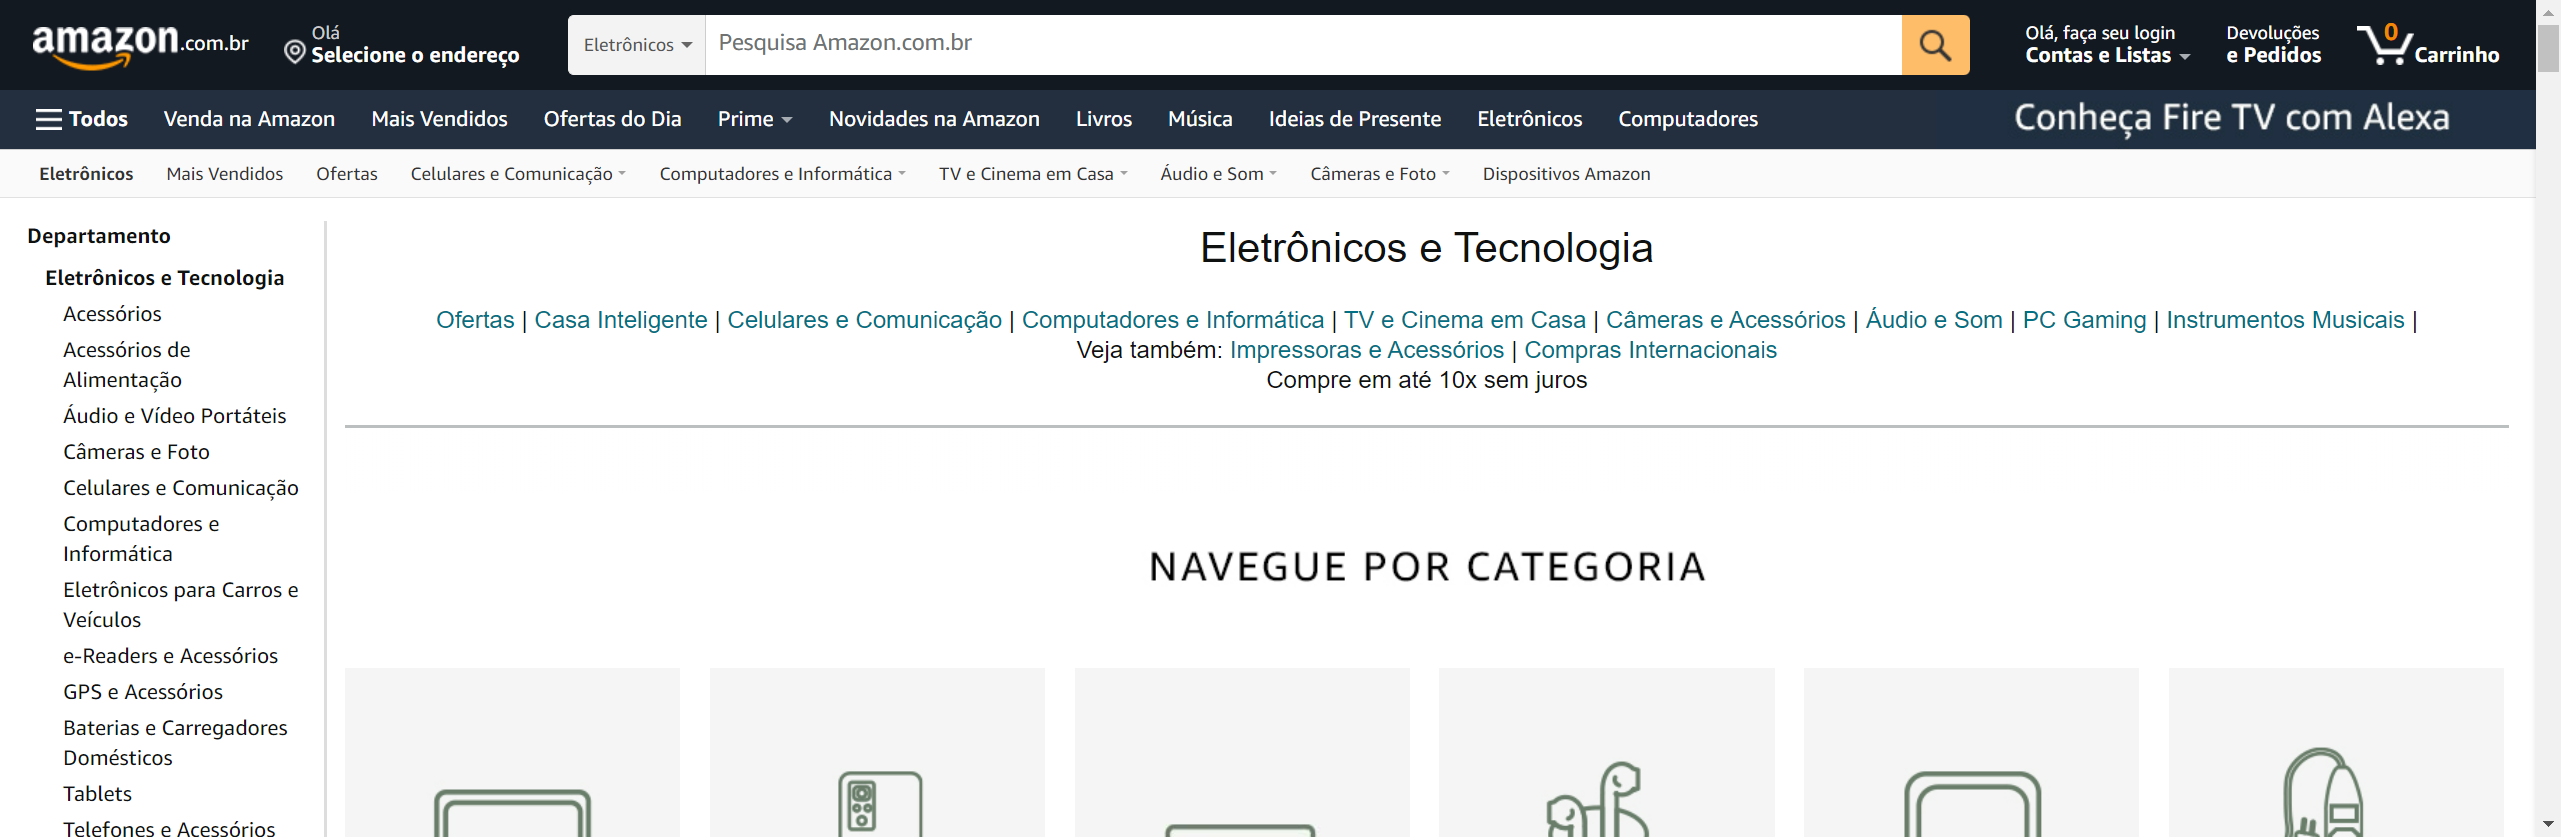 amazon.com.br
Olá
Selecione o endereço
Eletrônicos
Pesquisa Amazon.com.br
Olá, faça seu login
Contas e Listas
Devoluções
e Pedidos
0
Carrinho
Todos
Venda na Amazon
Mais Vendidos
Ofertas do Dia
Prime
Novidades na Amazon
Livros
Música
Ideias de Presente
Eletrônicos
Computadores
Conheça Fire TV com Alexa
Eletrônicos
Mais Vendidos
Ofertas
Celulares e Comunicação
Computadores e Informática
TV e Cinema em Casa
Áudio e Som
Câmeras e Foto
Dispositivos Amazon
Departamento
Eletrônicos e Tecnologia
Acessórios
Acessórios de
Alimentação
Áudio e Vídeo Portáteis
Câmeras e Foto
Celulares e Comunicação
Computadores e
Informática
Eletrônicos para Carros e
Veículos
e-Readers e Acessórios
GPS e Acessórios
Baterias e Carregadores
Domésticos
Tablets
Telefones e Acessórios
Eletrônicos e Tecnologia
Ofertas | Casa Inteligente | Celulares e Comunicação | Computadores e Informática | TV e Cinema em Casa | Câmeras e Acessórios | Áudio e Som | PC Gaming | Instrumentos Musicais |
Veja também: Impressoras e Acessórios | Compras Internacionais
Compre em até 10x sem juros
NAVEGUE POR CATEGORIA